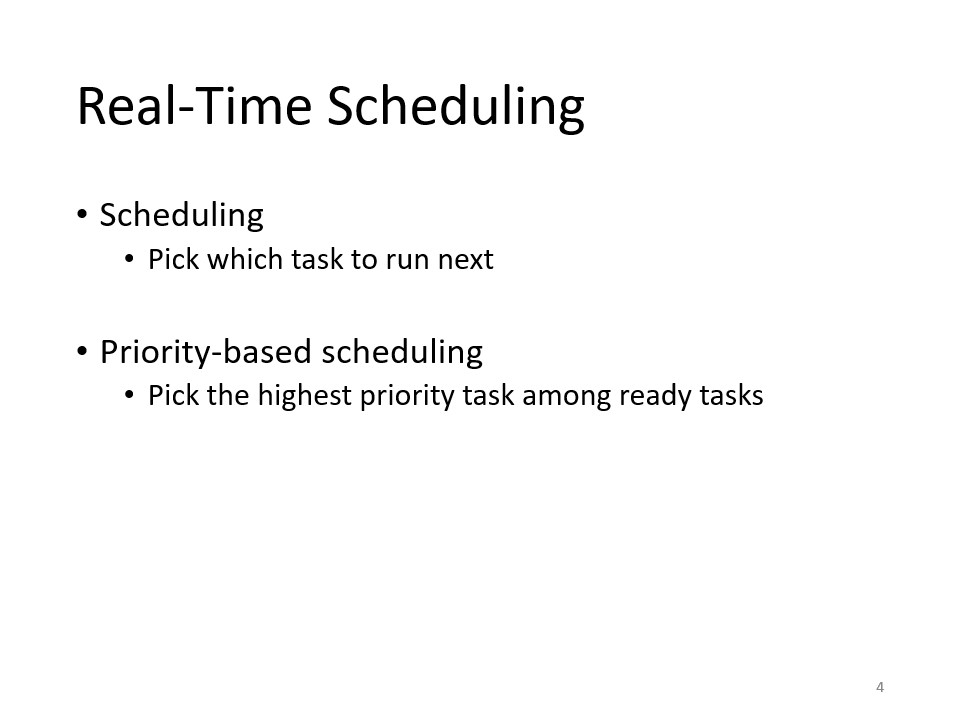 Real-Time Scheduling
• Scheduling
• Pick which task to run next
• Priority-based scheduling
• Pick the highest priority task among ready tasks
4